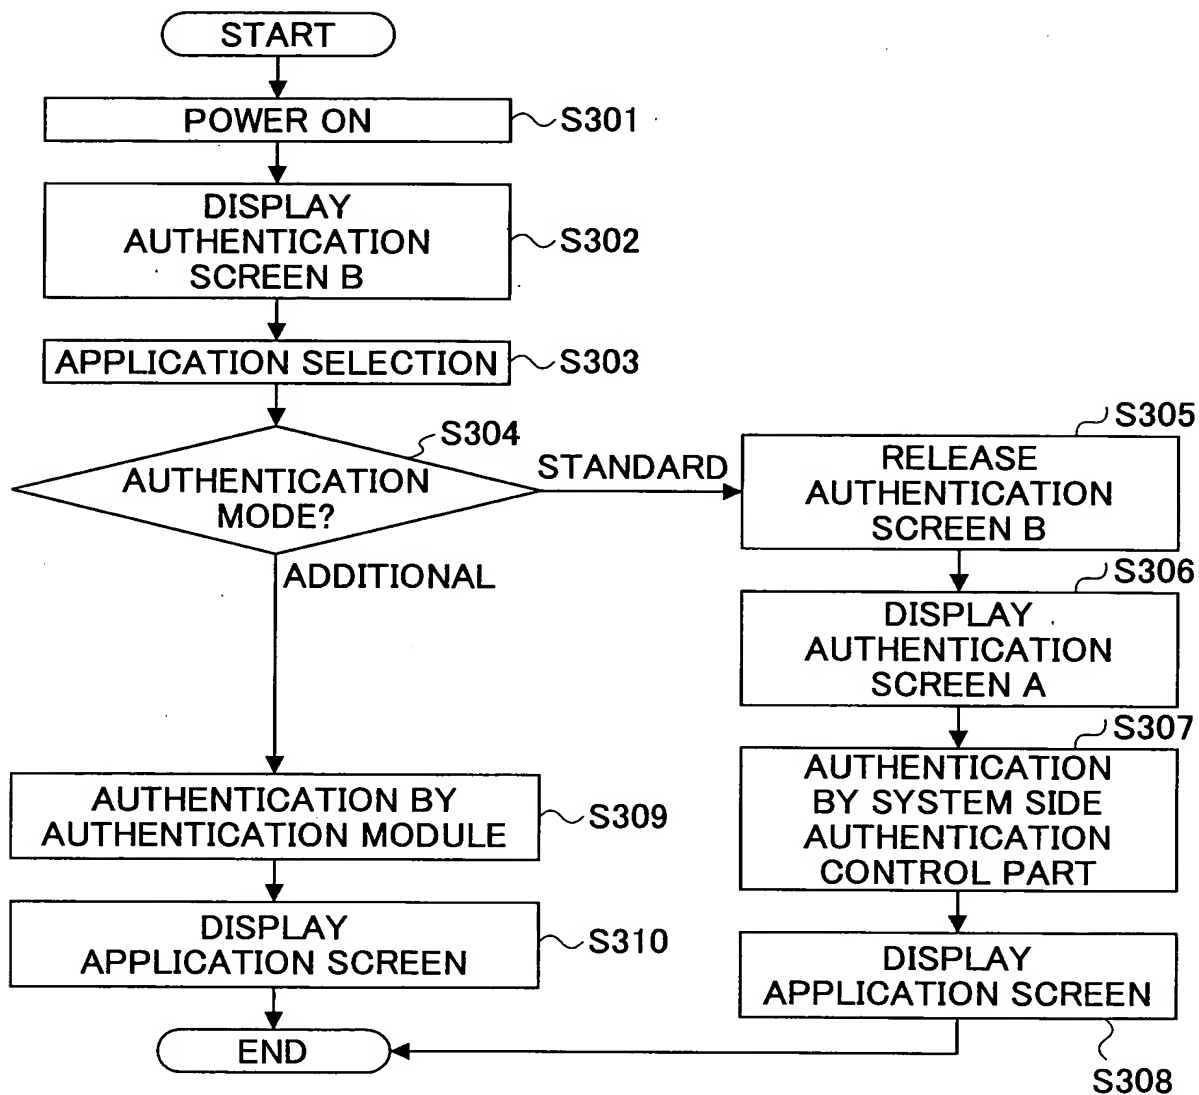 START
POWER ON
S301
DISPLAY
AUTHENTICATION
SCREEN B
S302
APPLICATION SELECTION
S303
S304
AUTHENTICATION
MODE?
STANDARD
ADDITIONAL
S305
RELEASE
AUTHENTICATION
SCREEN B
S306
DISPLAY
AUTHENTICATION
SCREEN A
S307
AUTHENTICATION
BY SYSTEM SIDE
AUTHENTICATION
CONTROL PART
DISPLAY
APPLICATION SCREEN
S308
AUTHENTICATION BY
AUTHENTICATION MODULE
S309
DISPLAY
APPLICATION SCREEN
S310
END